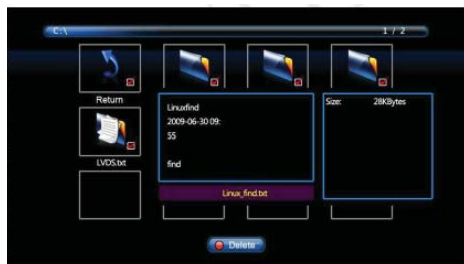 C:\
1 / 2
Return
Linuxfind
2009-06-30 09:
55
find
Size: 28KBytes
LVDS.txt
Linux_find.txt
Delete